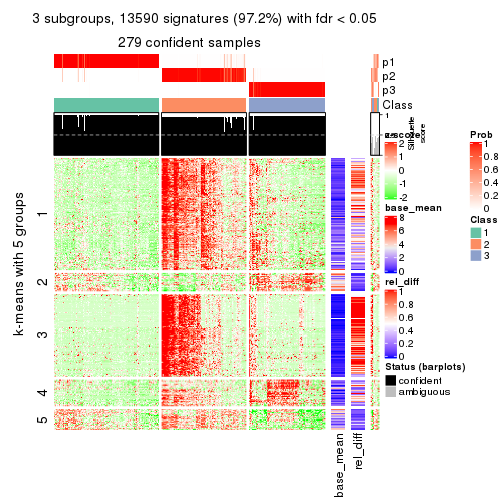 3 subgroups, 13590 signatures (97.2%) with fdr < 0.05
279 confident samples
p1
p2
p3
Class
1
Silhouette
score
k-means with 5 groups
1
2
3
4
5
base_mean
rel_diff
z-score
2
1
0
-1
-2
base_mean
8
6
4
2
0
rel_diff
1
0.8
0.6
0.4
0.2
0
Status (barplots)
confident
ambiguous
Prob
1
0.8
0.6
0.4
0.2
0
Class
1
2
3